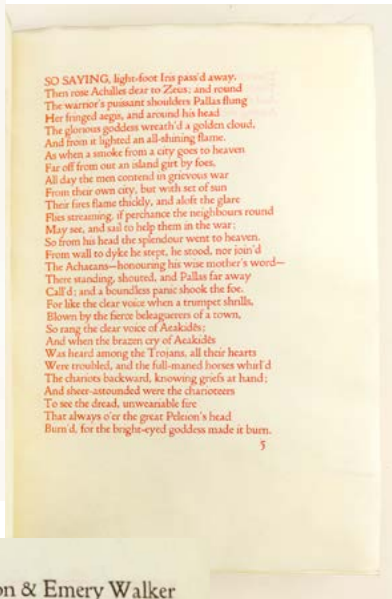 SO SAYING, light-foot Iris pass'd away.
Then rose Achilles dear to Zeus; and round
The warrior's puissant shoulders Pallas flung
Her fringed aegis, and around his head
The glorious goddess wreath'd a golden cloud,
And from it lighted an all-shining flame.
As when a smoke from a city goes to heaven
Far off from out an island girt by foes,
All day the men contend in grievous war
From their own city, but with set of sun
Their fires flame thickly, and aloft the glare
Flies streaming, if perchance the neighbours round
May see, and sail to help them in the war;
So from his head the splendour went to heaven.
From wall to dyke he stept, he stood, nor join'd
The Achaeans—honouring his wise mother's word—
There standing, shouted, and Pallas far away
Call'd; and a boundless panic shook the foe.
For like the clear voice when a trumpet shrills,
Blown by the fierce beleaguerers of a town,
So rang the clear voice of Aeakidês;
And when the brazen cry of Aeakidês
Was heard among the Trojans, all their hearts
Were troubled, and the full-maned horses whirl'd
The chariots backward, knowing griefs at hand;
And sheer-astounded were the charioteers
To see the dread, unweariable fire
That always o'er the great Peleion's head
Burn'd, for the bright-eyed goddess made it burn.
5
on & Emery Walker